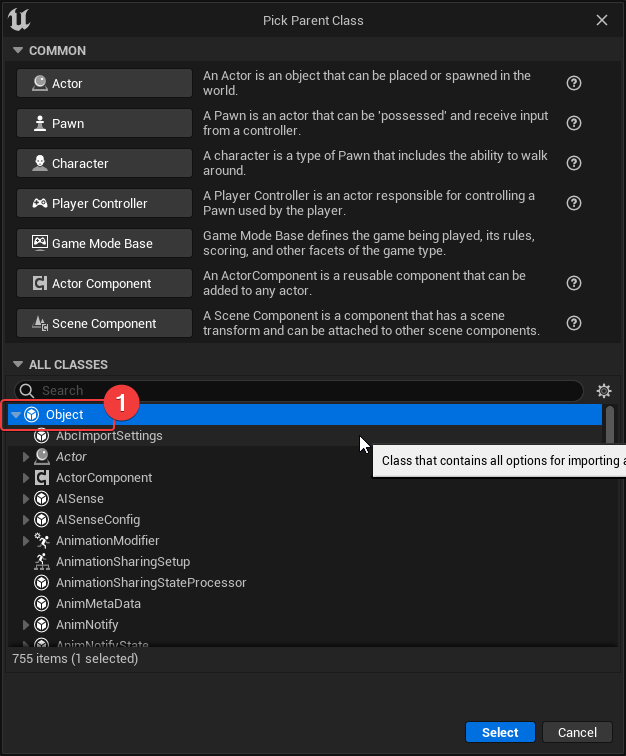 Pick Parent Class
COMMON
Actor
An Actor is an object that can be placed or spawned in the
world.
Pawn
A Pawn is an actor that can be 'possessed' and receive input
from a controller.
Character
A character is a type of Pawn that includes the ability to walk
around.
Player Controller
A Player Controller is an actor responsible for controlling a
Pawn used by the player.
Game Mode Base
Game Mode Base defines the game being played, its rules,
scoring, and other facets of the game type.
Actor Component
An ActorComponent is a reusable component that can be
added to any actor.
Scene Component
A Scene Component is a component that has a scene
transform and can be attached to other scene components.
ALL CLASSES
Search
1
Object
AbcImportSettings
Actor
Class that contains all options for importing a
ActorComponent
AISense
AISenseConfig
AnimationModifier
AnimationSharingSetup
AnimationSharingStateProcessor
AnimMetaData
AnimNotify
AnimNotifyState
755 items (1 selected)
Select
Cancel